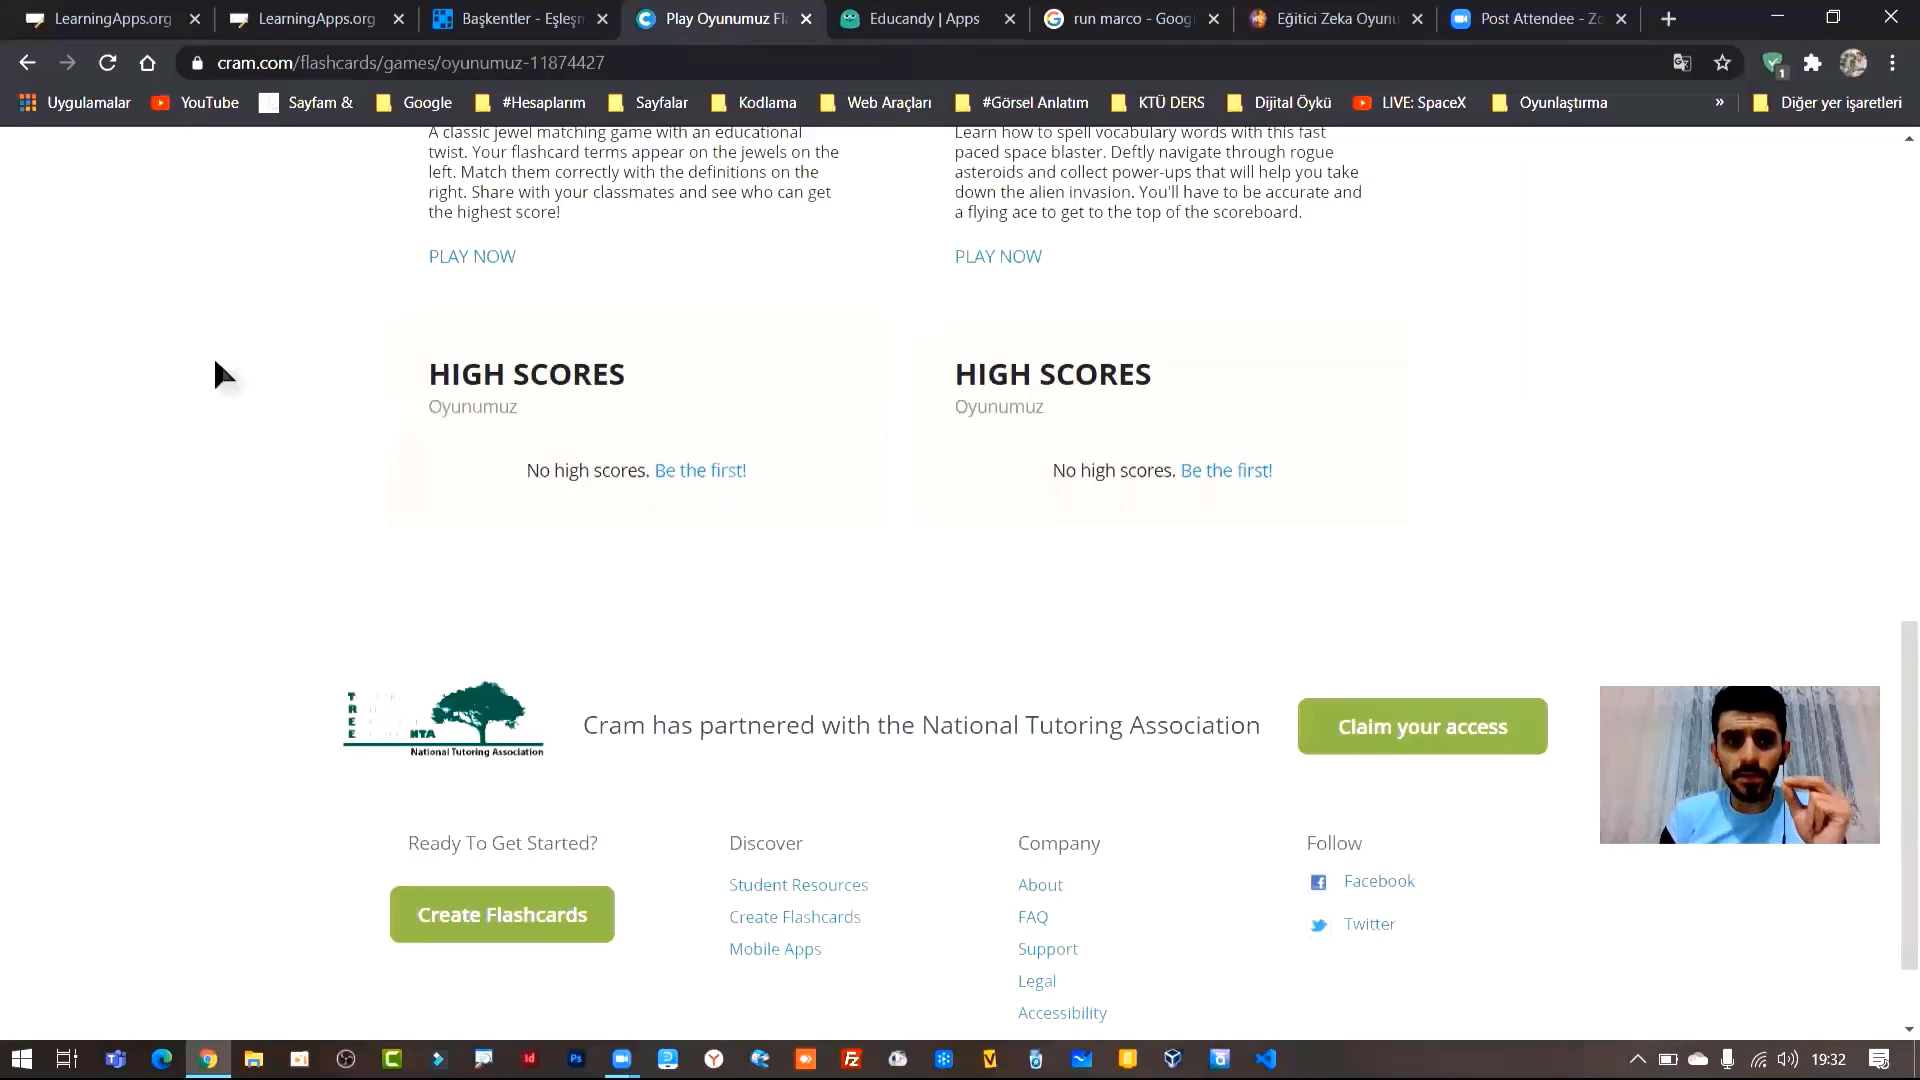 LearningApps.org
LearningApps.org
Başkentler - Eşleşm
Play Oyunumuz Fl
Educandy | Apps
run marco - Goog
Eğitici Zeka Oyunu
Post Attendee - Zo
cram.com/flashcards/games/oyunumuz-11874427
1
Uygulamalar
YouTube
Sayfam &
Google
#Hesaplarım
Sayfalar
Kodlama
Web Araçları
#Görsel Anlatım
KTÜ DERS
Dijital Öykü
LIVE: SpaceX
Oyunlaştırma
»
Diğer yer işaretleri
A classic jewel matching game with an educational
twist. Your flashcard terms appear on the jewels on the
left. Match them correctly with the definitions on the
right. Share with your classmates and see who can get
the highest score!
PLAY NOW
Learn how to spell vocabulary words with this fast
paced space blaster. Deftly navigate through rogue
asteroids and collect power-ups that will help you take
down the alien invasion. You'll have to be accurate and
a flying ace to get to the top of the scoreboard.
PLAY NOW
HIGH SCORES
Oyunumuz
No high scores. Be the first!
HIGH SCORES
Oyunumuz
No high scores. Be the first!
TREE
NTA
National Tutoring Association
Cram has partnered with the National Tutoring Association
Claim your access
Ready To Get Started?
Create Flashcards
Discover
Student Resources
Create Flashcards
Mobile Apps
Company
About
FAQ
Support
Legal
Accessibility
Follow
Facebook
Twitter
19:32